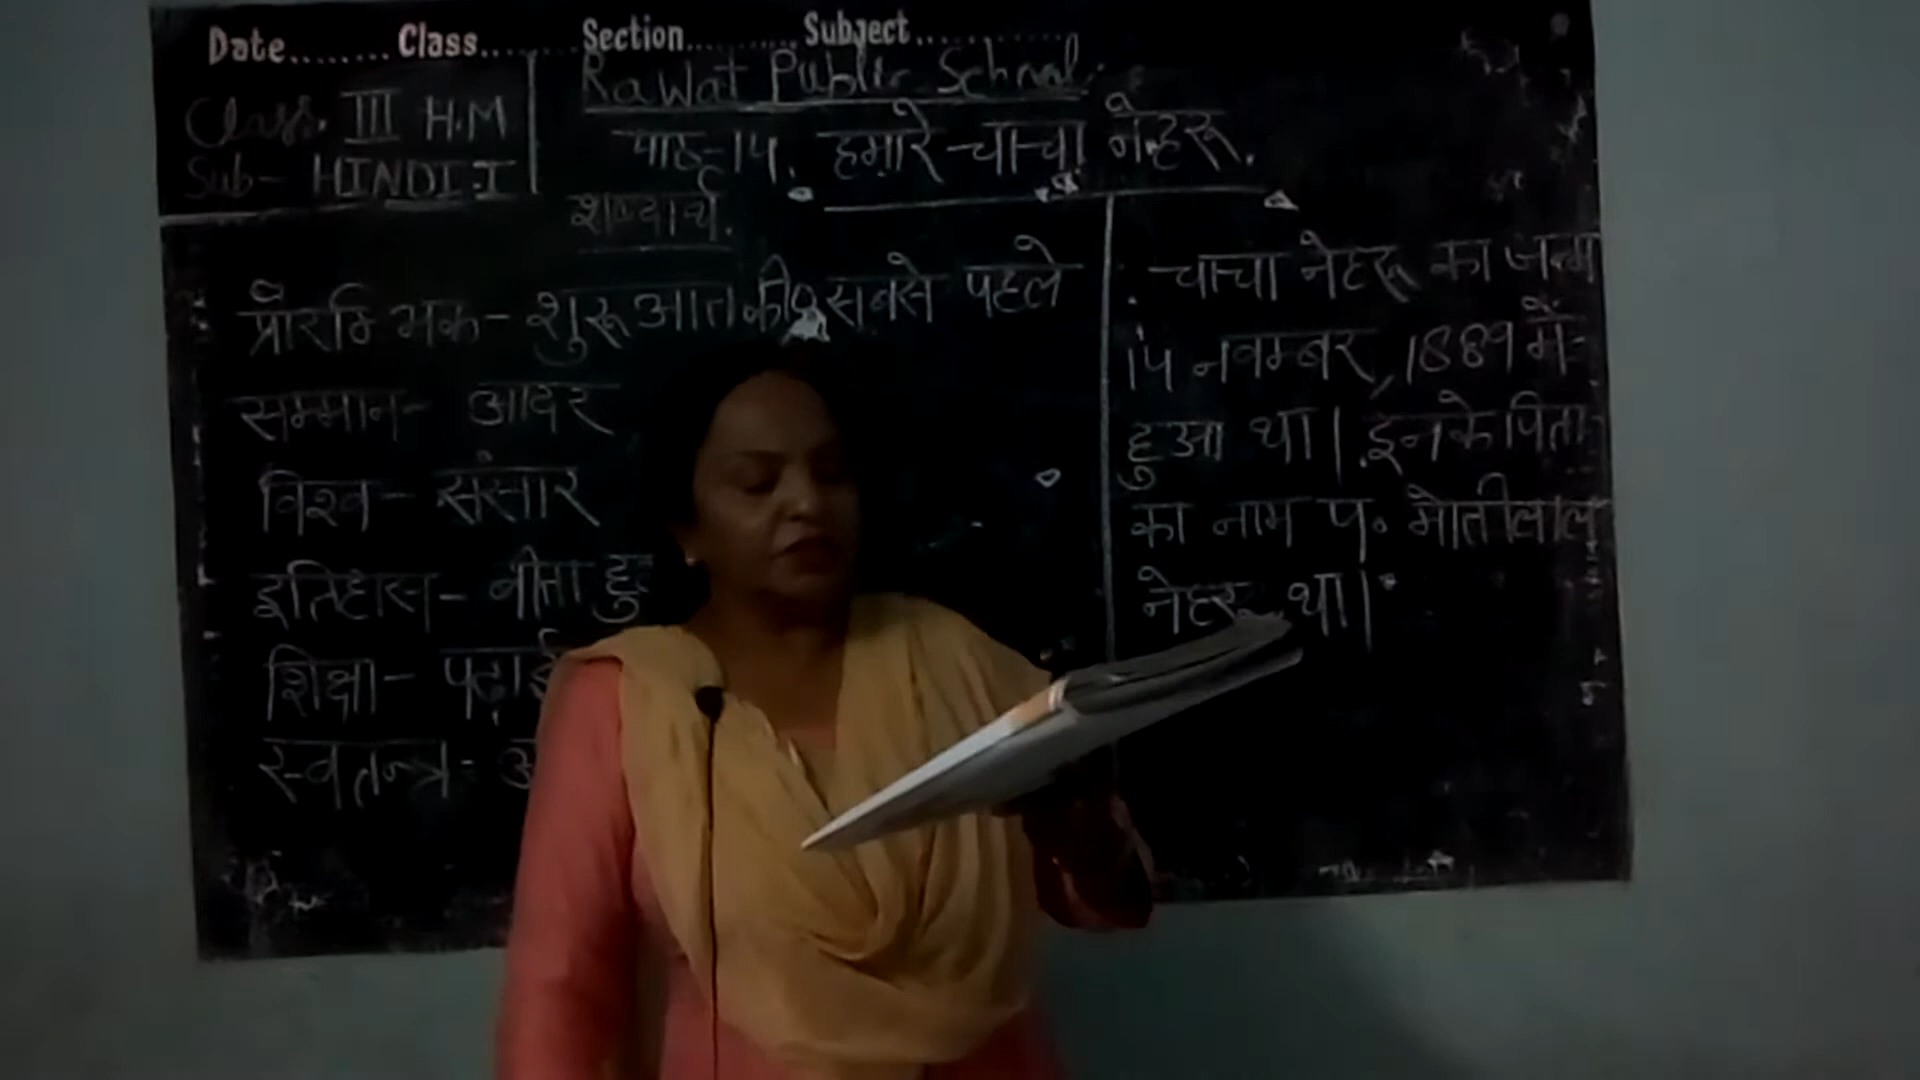 Date........ Class........ Section.......... Subject............
Class. III H.M
Sub- HINDI-I
Rawat Public School.
पाठ-14. हमारे-चाचा नेहरू.
शब्दार्थ.
प्रारम्भिक - शुरूआत की सबसे पहले
सम्मान - आदर
विश्व - संसार
इतिहास - बीता
शिक्षा - पढ़ाई
स्वतन्त्र -
चाचा नेहरू का जन्म
14 नवम्बर, 1889 में
हुआ था। इनके पिता
का नाम प. मोतीलाल
नेहरू था।